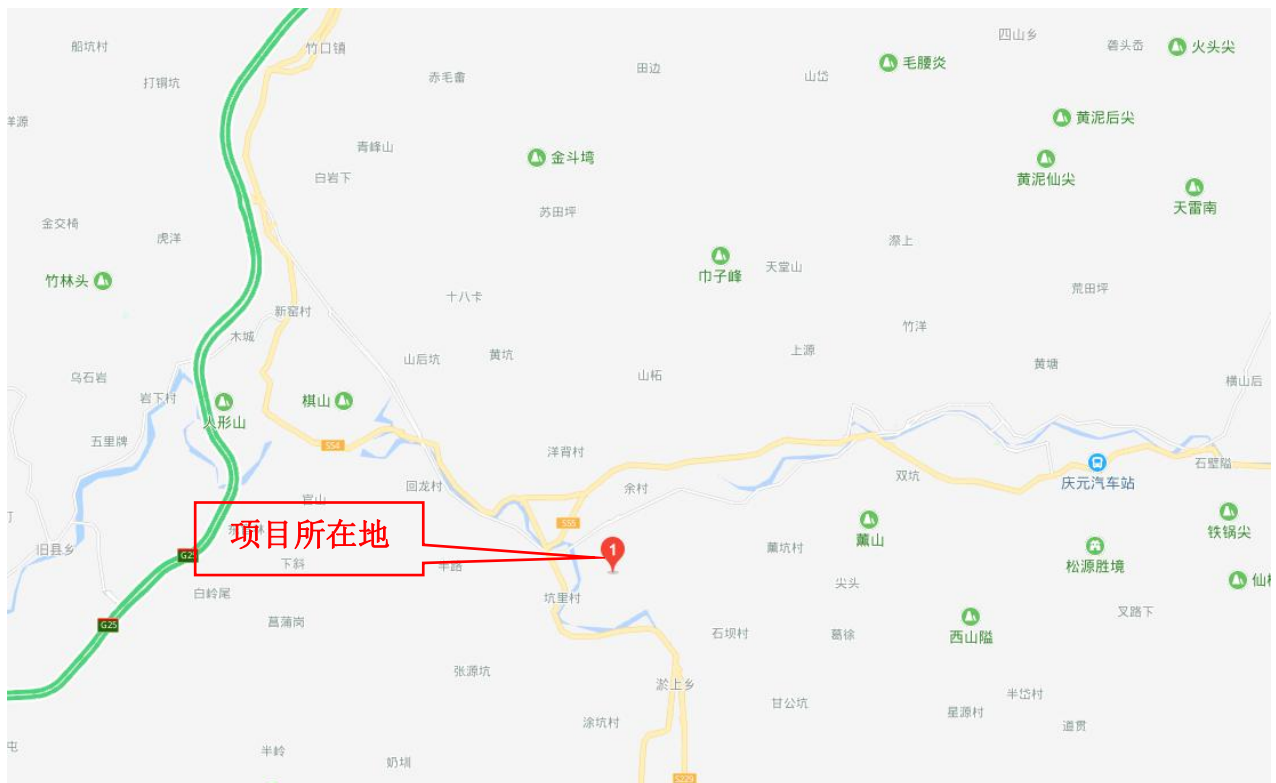 四山乡
船坑村
竹口镇
砻头岙
火头尖
毛腰炎
田边
赤毛畲
山岱
打铜坑
黄泥后尖
洋源
青峰山
金斗塆
黄泥仙尖
白岩下
天雷南
苏田坪
金交椅
虎洋
漈上
天堂山
巾子峰
竹林头
荒田坪
十八卡
新窑村
竹洋
木城
上源
黄坑
山后坑
黄塘
山柘
乌石岩
横山后
岩下村
棋山
人形山
五里牌
S54
洋背村
石壁隘
双坑
庆元汽车站
回龙村
余村
官山
S55
铁锅尖
项目所在地
薰山
旧县乡
G25
1
薰坑村
下斜
半路
松源胜境
尖头
白岭尾
坑里村
菖蒲岗
叉路下
G25
石坝村
葛徐
西山隘
张源坑
淤上乡
半岱村
甘公坑
星源村
涂坑村
道贯
屯
半岭
奶圳
S229